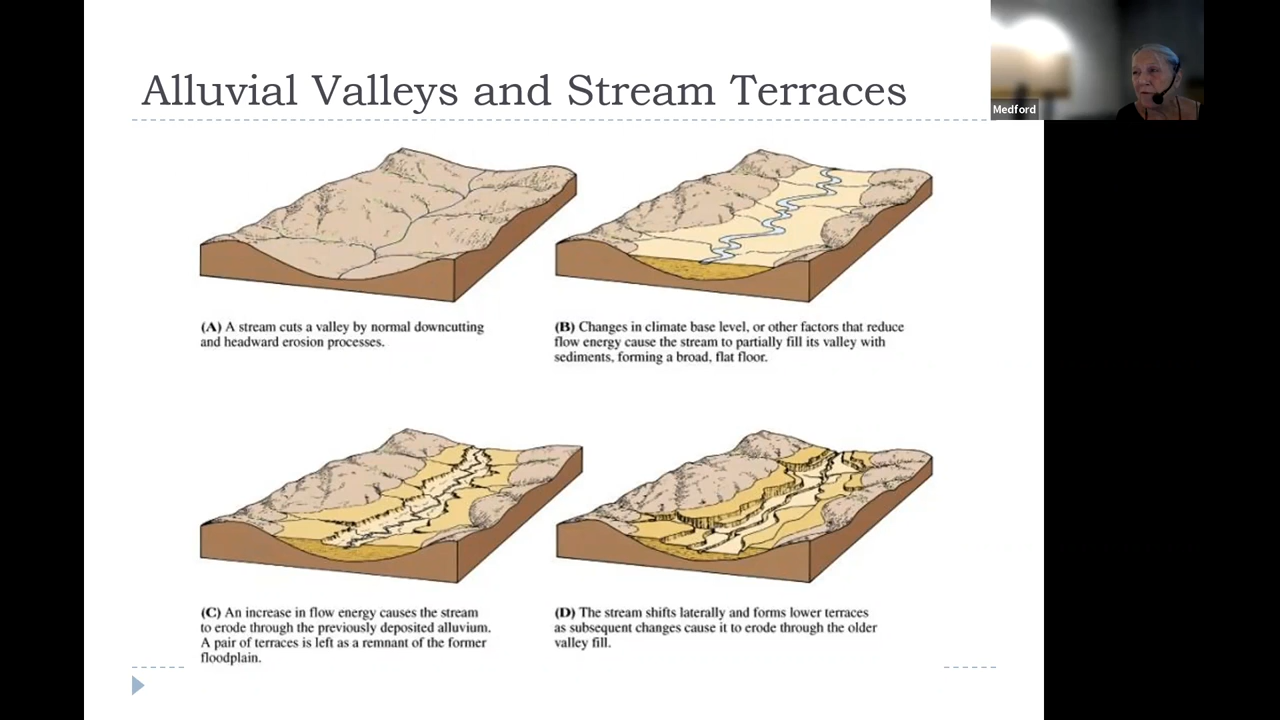 Alluvial Valleys and Stream Terraces
Medford
(A) A stream cuts a valley by normal downcutting
and headward erosion processes.
(B) Changes in climate base level, or other factors that reduce
flow energy cause the stream to partially fill its valley with
sediments, forming a broad, flat floor.
(C) An increase in flow energy causes the stream
to erode through the previously deposited alluvium.
A pair of terraces is left as a remnant of the former
floodplain.
(D) The stream shifts laterally and forms lower terraces
as subsequent changes cause it to erode through the older
valley fill.